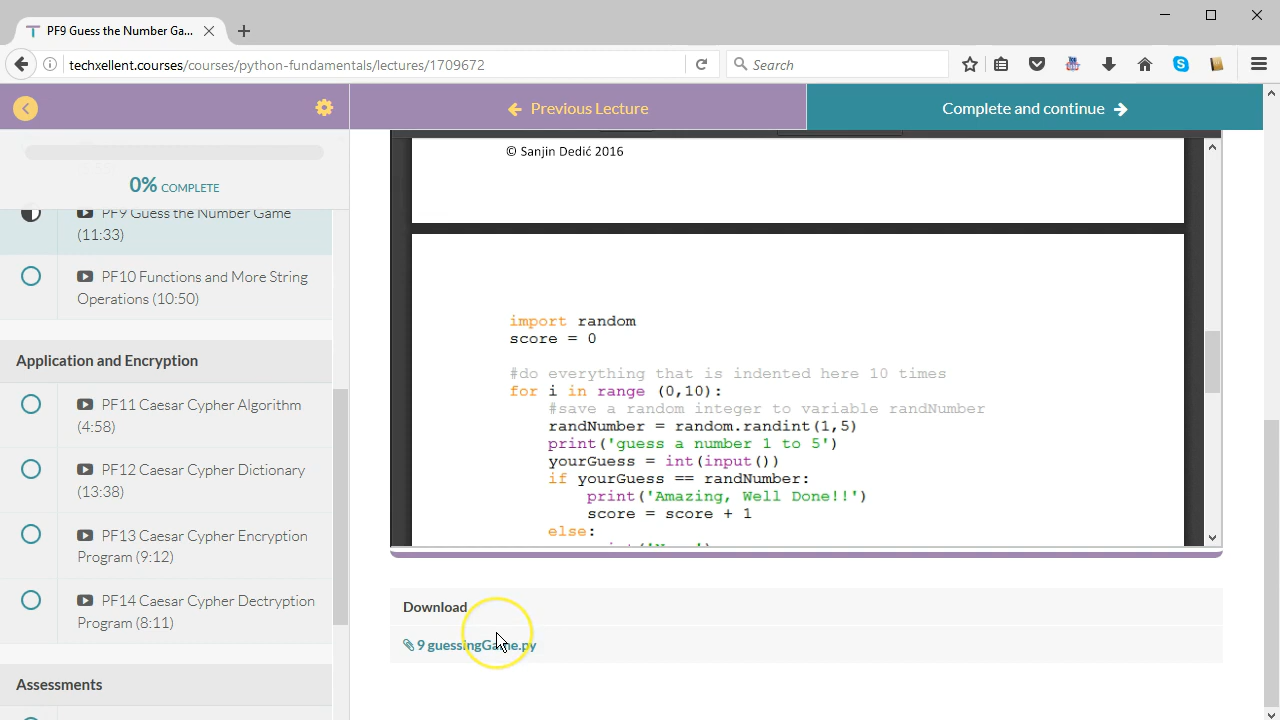 PF9 Guess the Number Ga...
techxellent.courses/courses/python-fundamentals/lectures/1709672
Search
Previous Lecture
Complete and continue
0% COMPLETE
PF9 Guess the Number Game
(11:33)
PF10 Functions and More String
Operations (10:50)
Application and Encryption
PF11 Caesar Cypher Algorithm
(4:58)
PF12 Caesar Cypher Dictionary
(13:38)
PF13 Caesar Cypher Encryption
Program (9:12)
PF14 Caesar Cypher Dectryption
Program (8:11)
Assessments
© Sanjin Dedić 2016
import random
score = 0
#do everything that is indented here 10 times
for i in range (0,10):
#save a random integer to variable randNumber
randNumber = random.randint(1,5)
print('guess a number 1 to 5')
yourGuess = int(input())
if yourGuess == randNumber:
print('Amazing, Well Done!!')
score = score + 1
else:
Download
9 guessingGame.py